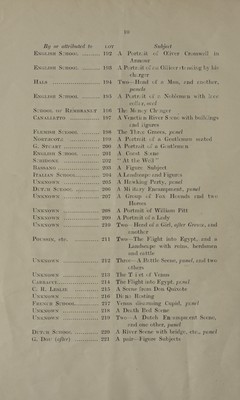 10
By or attributed to LOT Subject
ENGLISH SCHOOL 192 A Portrait of Oliver Cromwell in
Armour
ENGLISH SCHOOL 193 A Portrait of an Officer standing by his
charger
HALS 194 Two—Head of a Man, and another,
panels
ENGLISH SCHOOL 195 A Portrait of a Nobleman with lace
collar, oval
SCHOOL OF REMBRANDT 196 The Money Changer
CANALLETTO 197 A Venetian River Scene with buildings
and figures
FLEMISH SCHOOL 198 The Three Graces, panel
NORTHCOTE 199 A Portrait of a Gentleman seated
G. STUART 200 A Portrait of a Gentleman
ENGLISH SCHOOL 201 A Coast Scene
202 "At the Well"
BASSANO 203 A Figure Subject
ITALIAN SCHOOL 204 A Landscape and Figures
UNKNOWN 205 A Hawking Party, panel
DUTCH SCHOOL 206 A Military Encampment, panel
UNKNOWN 207 A Group of Fox Hounds and two
Horses
UNKNOWN 208 A Portrait of William Pitt
UNKNOWN 209 A Portrait of a Lady
UNKNOWN 210 Two—Head of a Girl, after Greuze, and
another
POUSSIN, etc. 211 Two—The Flight into Egypt, and a
Landscape with ruins, herdsman
and cattle
UNKNOWN 212 Three—A Battle Scene, panel, and two
others
UNKNOWN 213 The Toilet of Venus
214 The Flight into Egypt, panel
C. R. LESLIE 215 A Scene from Don Quixote
UNKNOWN 216 Diana Resting
FRENCH SCHOOL 217 Venus disarming Cupid, panel
UNKNOWN 218 A Death Bed Scene
UNKNOWN 219 Two—A Dutch Encampment Scene,
and one other, panel
DUTCH SCHOOL 220 A River Scene with bridge, etc., panel
G. DOU (after) 221 A pair—Figure Subjects